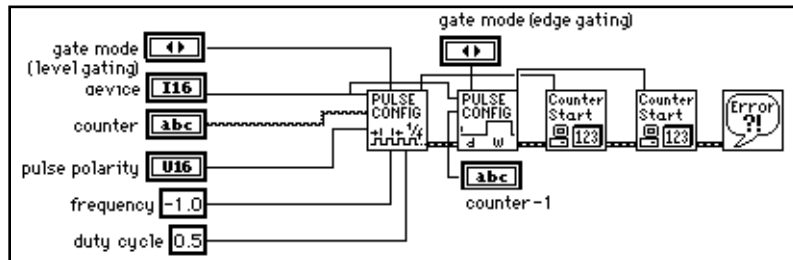 gate mode (edge gating)
gate mode
(level gating)
device
I16
counter
abc
pulse polarity
U16
frequency
-1.0
duty cycle
0.5
PULSE
CONFIG
PULSE
CONFIG
d W
Counter
Start
123
Counter
Start
123
Error
?!
abc
counter-1